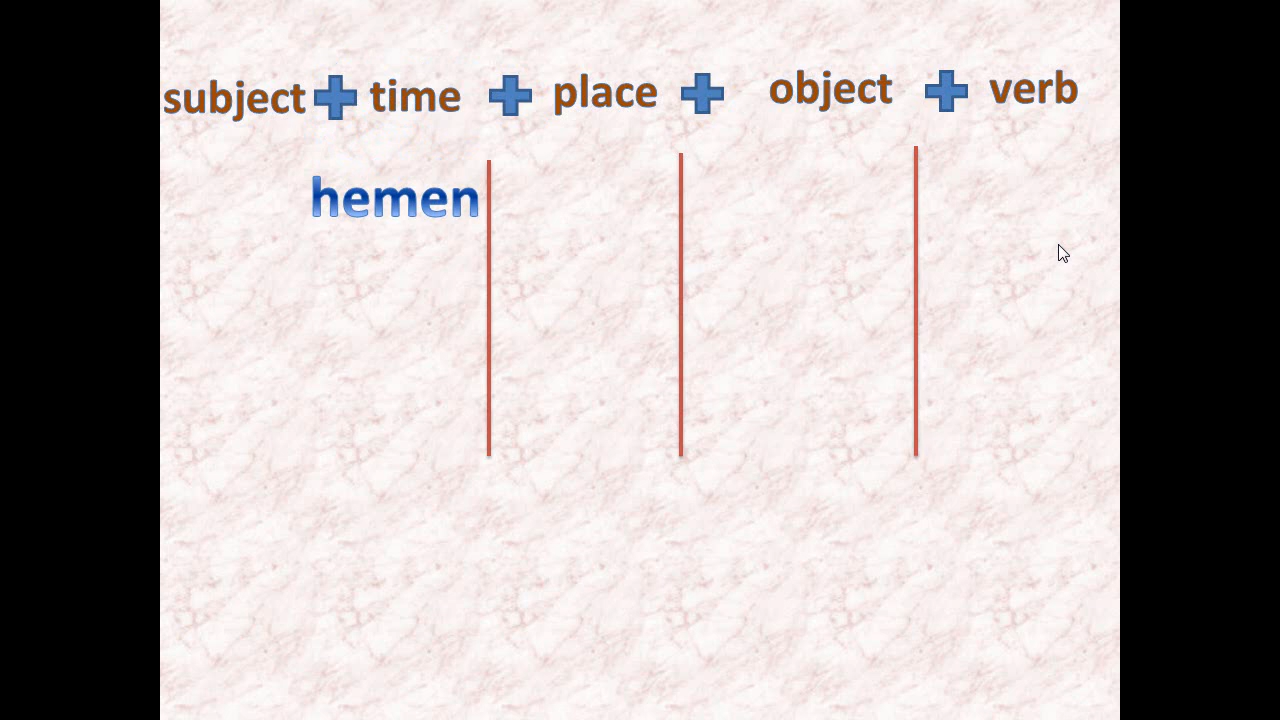 subject + time + place + object + verb
hemen